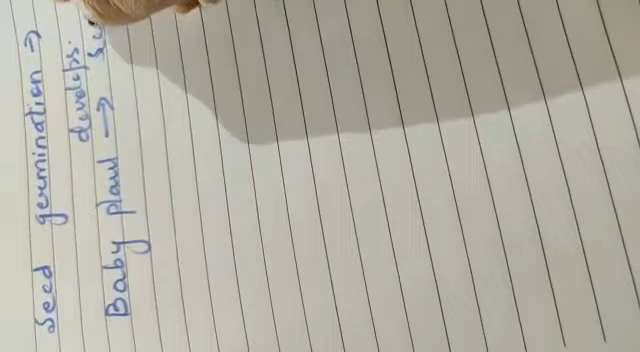 Seed germination →
develops.
Baby plant →